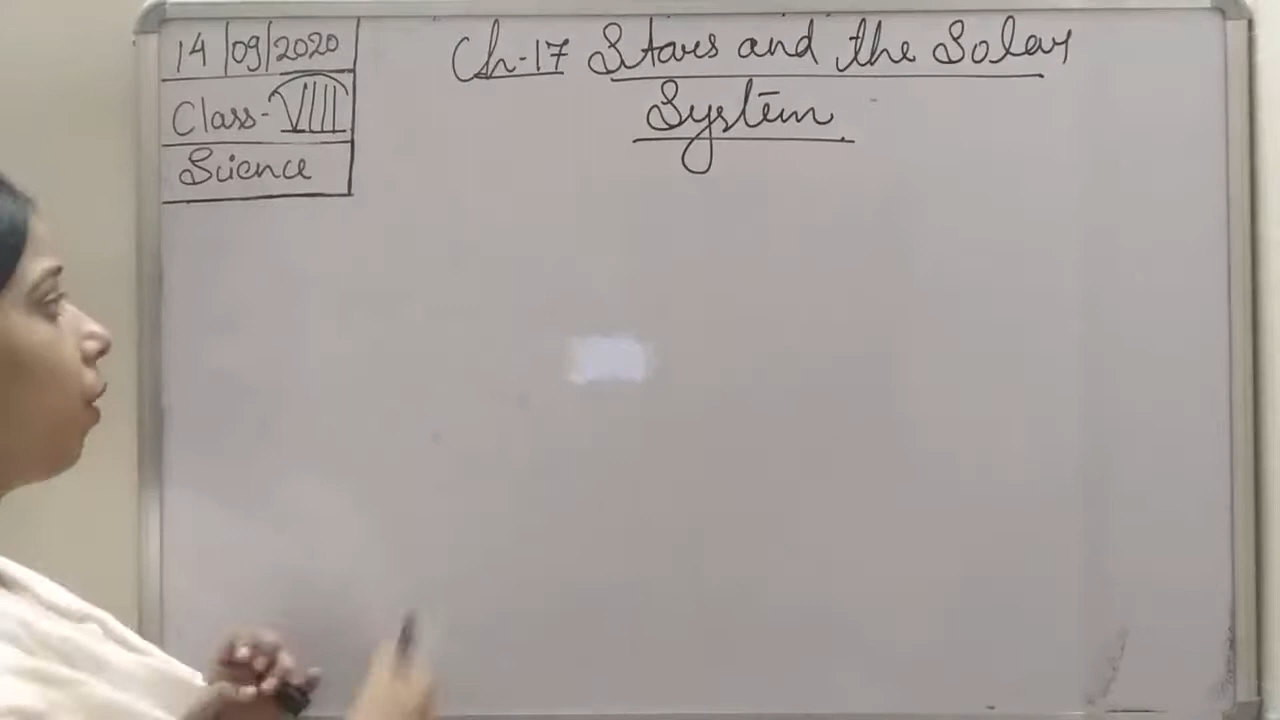 14/09/2020
Class-VIII
Science
Ch-17 Stars and the Solar
System